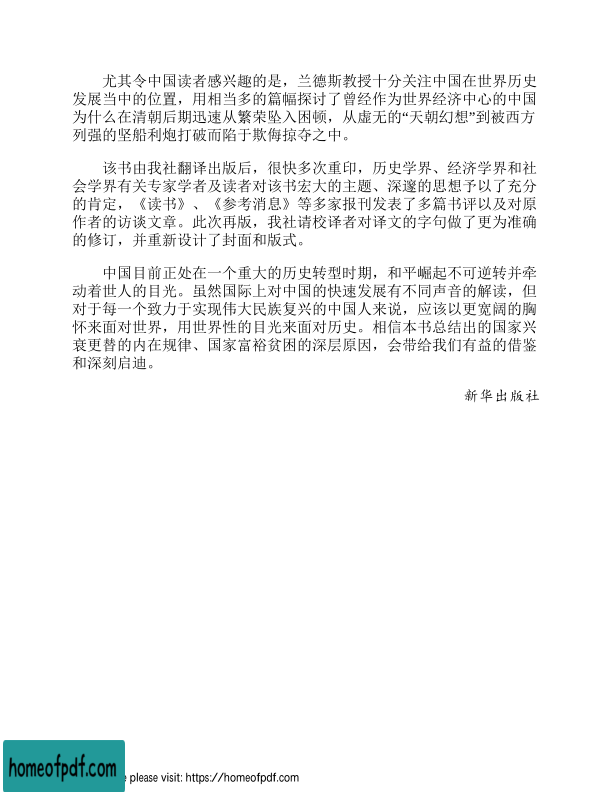 尤其令中国读者感兴趣的是，兰德斯教授十分关注中国在世界历史
发展当中的位置，用相当多的篇幅探讨了曾经作为世界经济中心的中国
为什么在清朝后期迅速从繁荣坠入困顿，从虚无的“天朝幻想”到被西方
列强的坚船利炮打破而陷于欺侮掠夺之中。
该书由我社翻译出版后，很快多次重印，历史学界、经济学界和社
会学界有关专家学者及读者对该书宏大的主题、深邃的思想予以了充分
的肯定，《读书》、《参考消息》等多家报刊发表了多篇书评以及对原
作者的访谈文章。此次再版，我社请校译者对译文的字句做了更为准确
的修订，并重新设计了封面和版式。
中国目前正处在一个重大的历史转型时期，和平崛起不可逆转并牵
动着世人的目光。虽然国际上对中国的快速发展有不同声音的解读，但
对于每一个致力于实现伟大民族复兴的中国人来说，应该以更宽阔的胸
怀来面对世界，用世界性的目光来面对历史。相信本书总结出的国家兴
衰更替的内在规律、国家富裕贫困的深层原因，会带给我们有益的借鉴
和深刻启迪。
新华出版社
homeofpdf.com
e please visit: https://homeofpdf.com